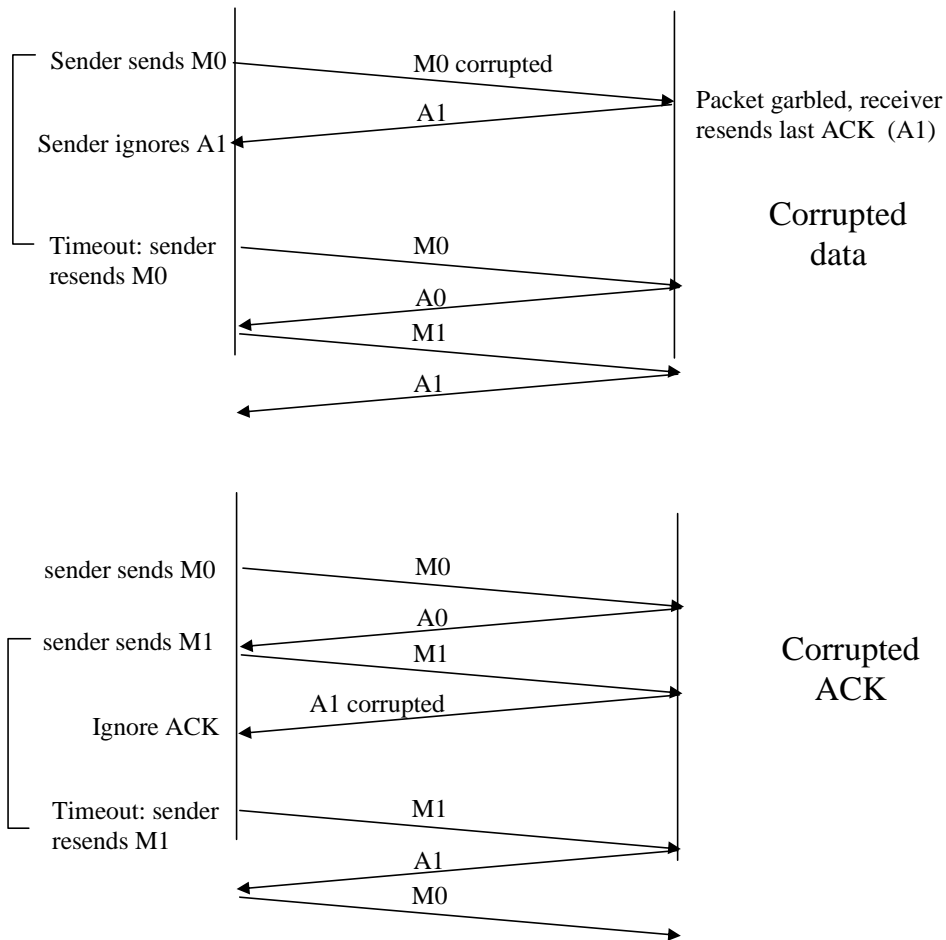 Sender sends M0
M0 corrupted
Packet garbled, receiver
resends last ACK (A1)
A1
Sender ignores A1
Corrupted
data
Timeout: sender
resends M0
M0
A0
M1
A1
sender sends M0
M0
A0
sender sends M1
M1
Corrupted
ACK
A1 corrupted
Ignore ACK
Timeout: sender
resends M1
M1
A1
M0